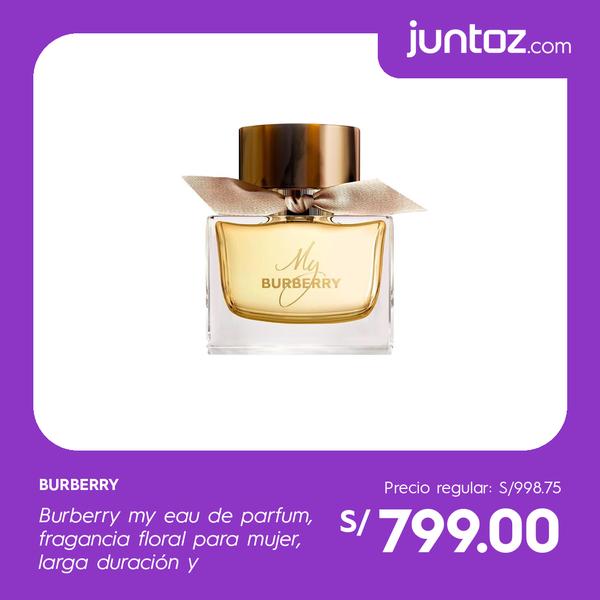 juntoz.com
My
BURBERRY
BURBERRY
Burberry my eau de parfum,
fragancia floral para mujer,
larga duración y
Precio regular: S/998.75
S/ 799.00